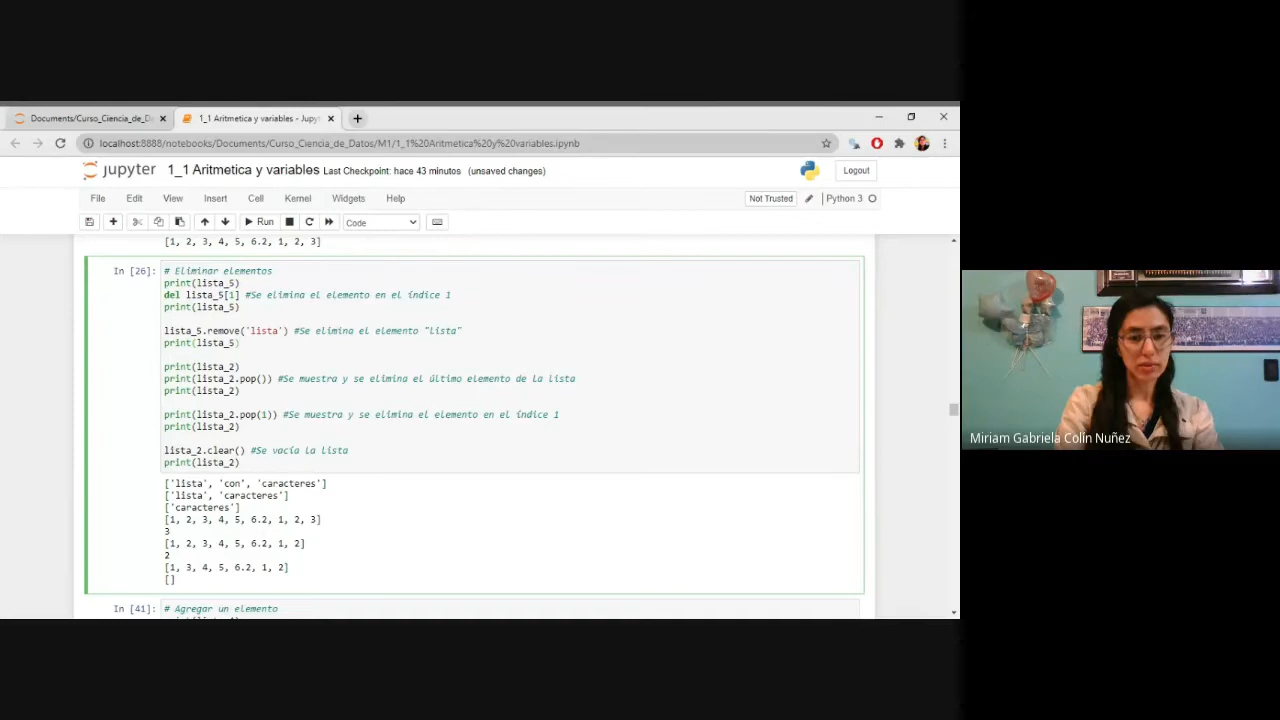 Documents/Curso_Ciencia_de_Da
1_1 Aritmetica y variables - Jupyt
localhost:8888/notebooks/Documents/Curso_Ciencia_de_Datos/M1/1_1%20Aritmetica%20y%20variables.ipynb
jupyter 1_1 Aritmetica y variables Last Checkpoint: hace 43 minutos (unsaved changes)
Logout
File Edit View Insert Cell Kernel Widgets Help
Not Trusted Python 3
Run Code
[1, 2, 3, 4, 5, 6.2, 1, 2, 3]
In [26]: # Eliminar elementos
print(lista_5)
del lista_5[1] #Se elimina el elemento en el índice 1
print(lista_5)
lista_5.remove('lista') #Se elimina el elemento "lista"
print(lista_5)
print(lista_2)
print(lista_2.pop()) #Se muestra y se elimina el último elemento de la lista
print(lista_2)
print(lista_2.pop(1)) #Se muestra y se elimina el elemento en el índice 1
print(lista_2)
lista_2.clear() #Se vacía la lista
print(lista_2)
['lista', 'con', 'caracteres']
['lista', 'caracteres']
['caracteres']
[1, 2, 3, 4, 5, 6.2, 1, 2, 3]
3
[1, 2, 3, 4, 5, 6.2, 1, 2]
2
[1, 3, 4, 5, 6.2, 1, 2]
[]
In [41]: # Agregar un elemento
Miriam Gabriela Colín Nuñez